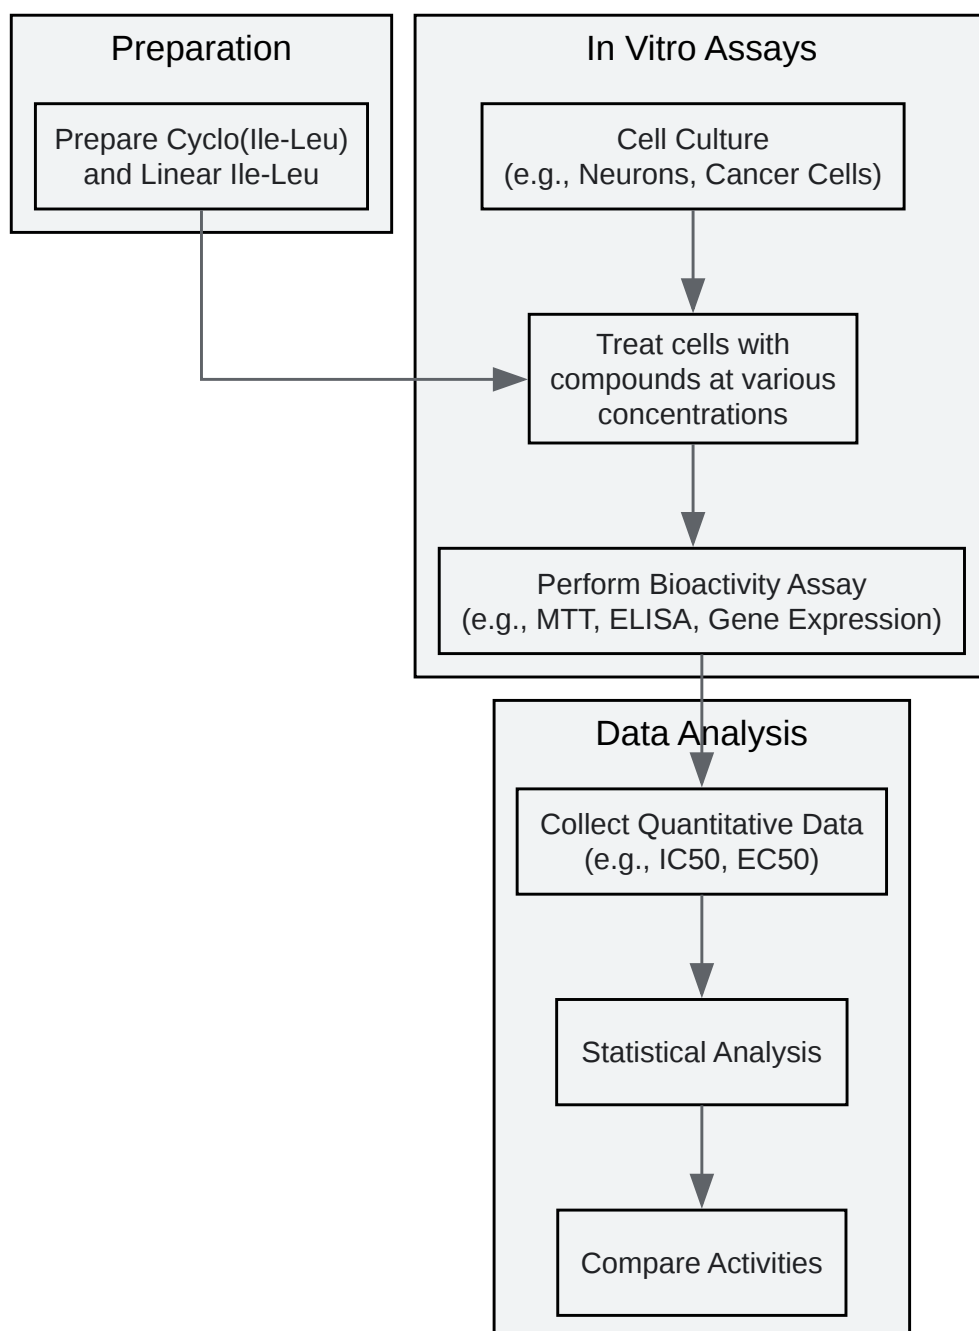 Preparation
Prepare Cyclo(Ile-Leu)
and Linear Ile-Leu
In Vitro Assays
Cell Culture
(e.g., Neurons, Cancer Cells)
Treat cells with
compounds at various
concentrations
Perform Bioactivity Assay
(e.g., MTT, ELISA, Gene Expression)
Data Analysis
Collect Quantitative Data
(e.g., IC50, EC50)
Statistical Analysis
Compare Activities